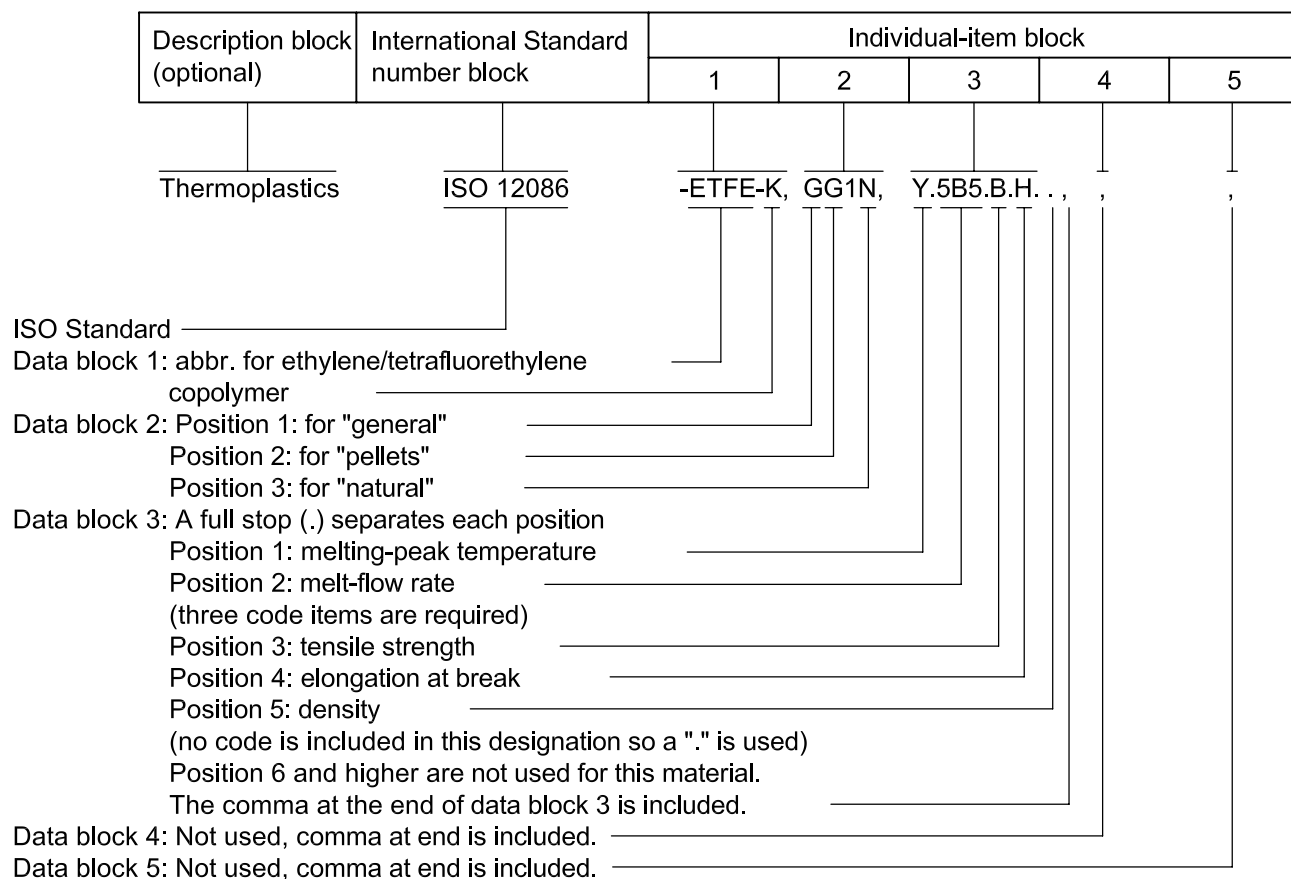 Description block
(optional)
International Standard
number block
Individual-item block
1 2 3 4 5
Thermoplastics ISO 12086 -ETFE-K, GG1N, Y.5B5.B.H. . , , ,
ISO Standard
Data block 1: abbr. for ethylene/tetrafluorethylene
copolymer
Data block 2: Position 1: for "general"
Position 2: for "pellets"
Position 3: for "natural"
Data block 3: A full stop (.) separates each position
Position 1: melting-peak temperature
Position 2: melt-flow rate
(three code items are required)
Position 3: tensile strength
Position 4: elongation at break
Position 5: density
(no code is included in this designation so a "." is used)
Position 6 and higher are not used for this material.
The comma at the end of data block 3 is included.
Data block 4: Not used, comma at end is included.
Data block 5: Not used, comma at end is included.